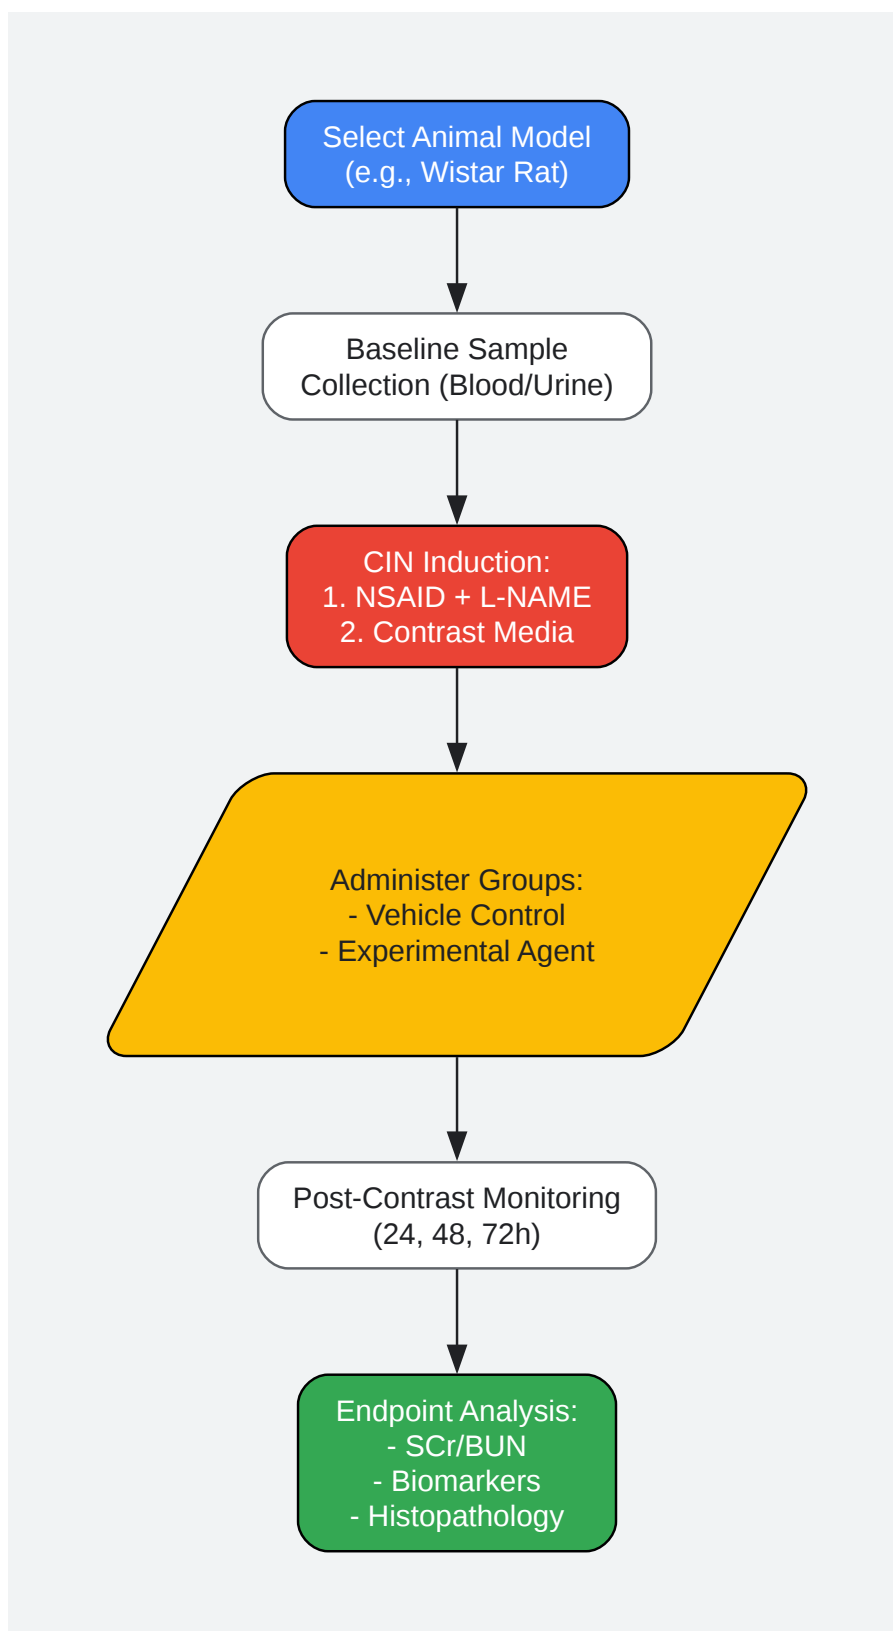 Select Animal Model
(e.g., Wistar Rat)
Baseline Sample
Collection (Blood/Urine)
CIN Induction:
1. NSAID + L-NAME
2. Contrast Media
Administer Groups:
- Vehicle Control
- Experimental Agent
Post-Contrast Monitoring
(24, 48, 72h)
Endpoint Analysis:
- SCr/BUN
- Biomarkers
- Histopathology